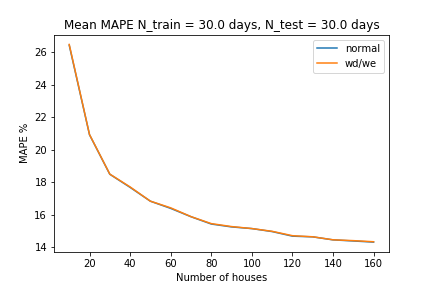 Mean MAPE N_train = 30.0 days, N_test = 30.0 days
normal
wd/we
MAPE %
26
24
22
20
18
16
14
20 40 60 80 100 120 140 160
Number of houses